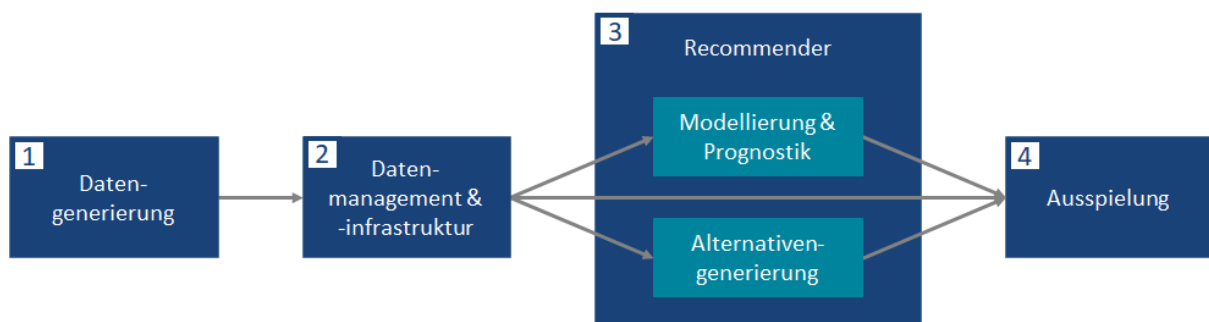 1
Daten-
generierung
2
Daten-
management &
-infrastruktur
3
Recommender
Modellierung &
Prognostik
Alternativen-
generierung
4
Ausspielung